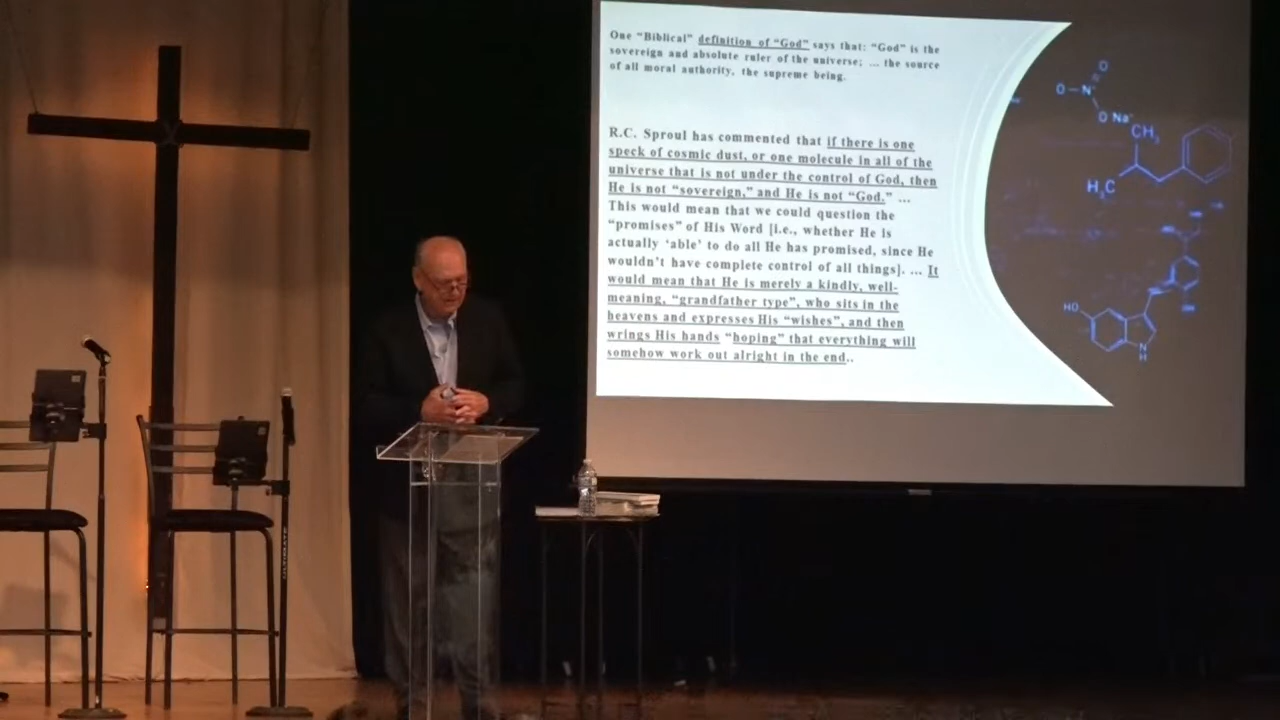 One “Biblical” definition of “God” says that: “God” is the
sovereign and absolute ruler of the universe; ... the source
of all moral authority, the supreme being.
R.C. Sproul has commented that if there is one
speck of cosmic dust, or one molecule in all of the
universe that is not under the control of God, then
He is not “sovereign,” and He is not “God.” ...
This would mean that we could question the
“promises” of His Word [i.e., whether He is
actually ‘able’ to do all He has promised, since He
wouldn’t have complete control of all things]. ... It
would mean that He is merely a kindly, well-
meaning, “grandfather type”, who sits in the
heavens and expresses His “wishes”, and then
wrings His hands “hoping” that everything will
somehow work out alright in the end..
O
O-N
O Na
CH3
H3C
HO
N
H
ULTIMATE